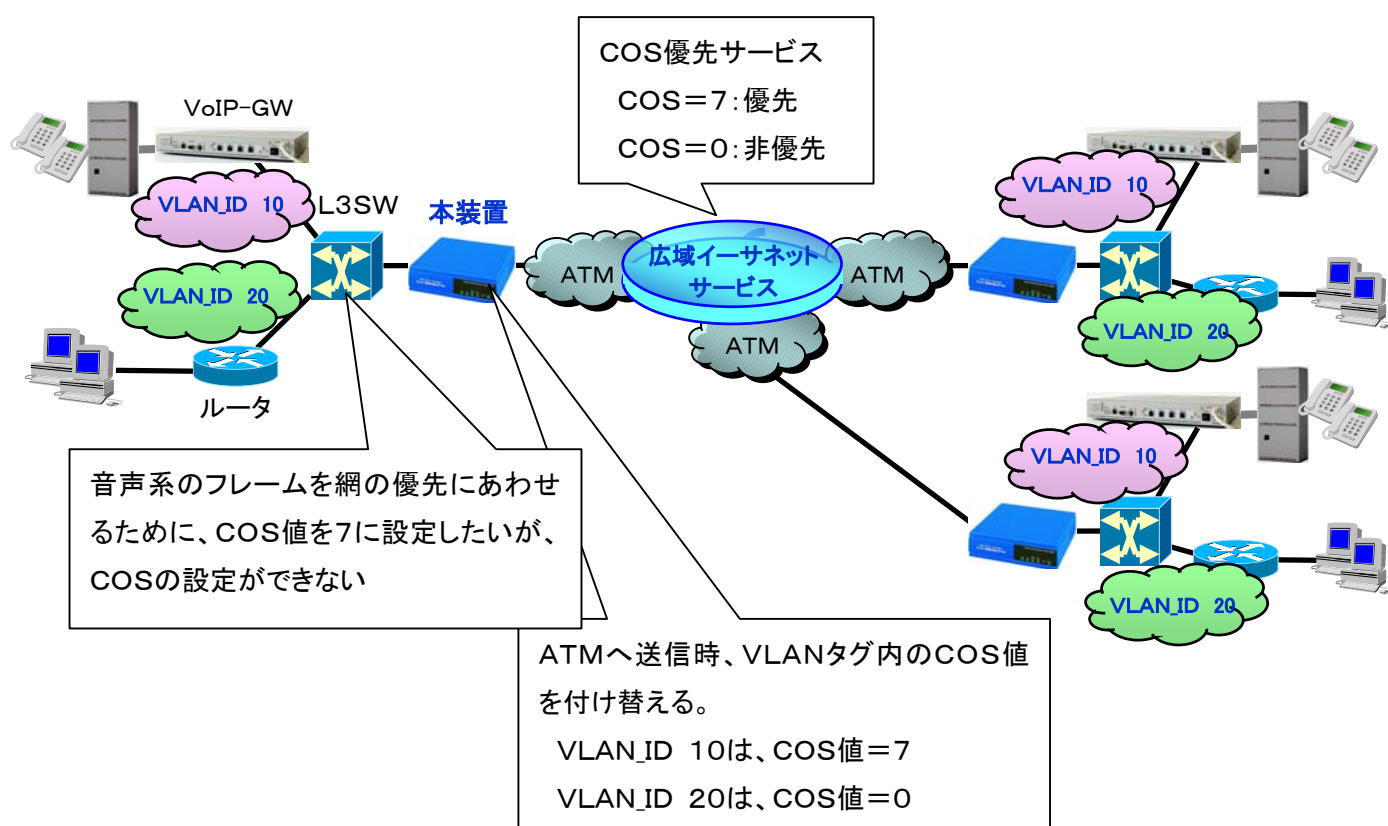 COS優先サービス
COS=7:優先
COS=0:非優先
VoIP-GW
VLAN_ID 10
L3SW
本装置
VLAN_ID 20
ルータ
ATM
広域イーサネット
サービス
ATM
ATM
VLAN_ID 10
VLAN_ID 20
VLAN_ID 10
VLAN_ID 20
音声系のフレームを網の優先にあわせ
るために、COS値を7に設定したいが、
COSの設定ができない
ATMへ送信時、VLANタグ内のCOS値
を付け替える。
VLAN_ID 10は、COS値=7
VLAN_ID 20は、COS値=0